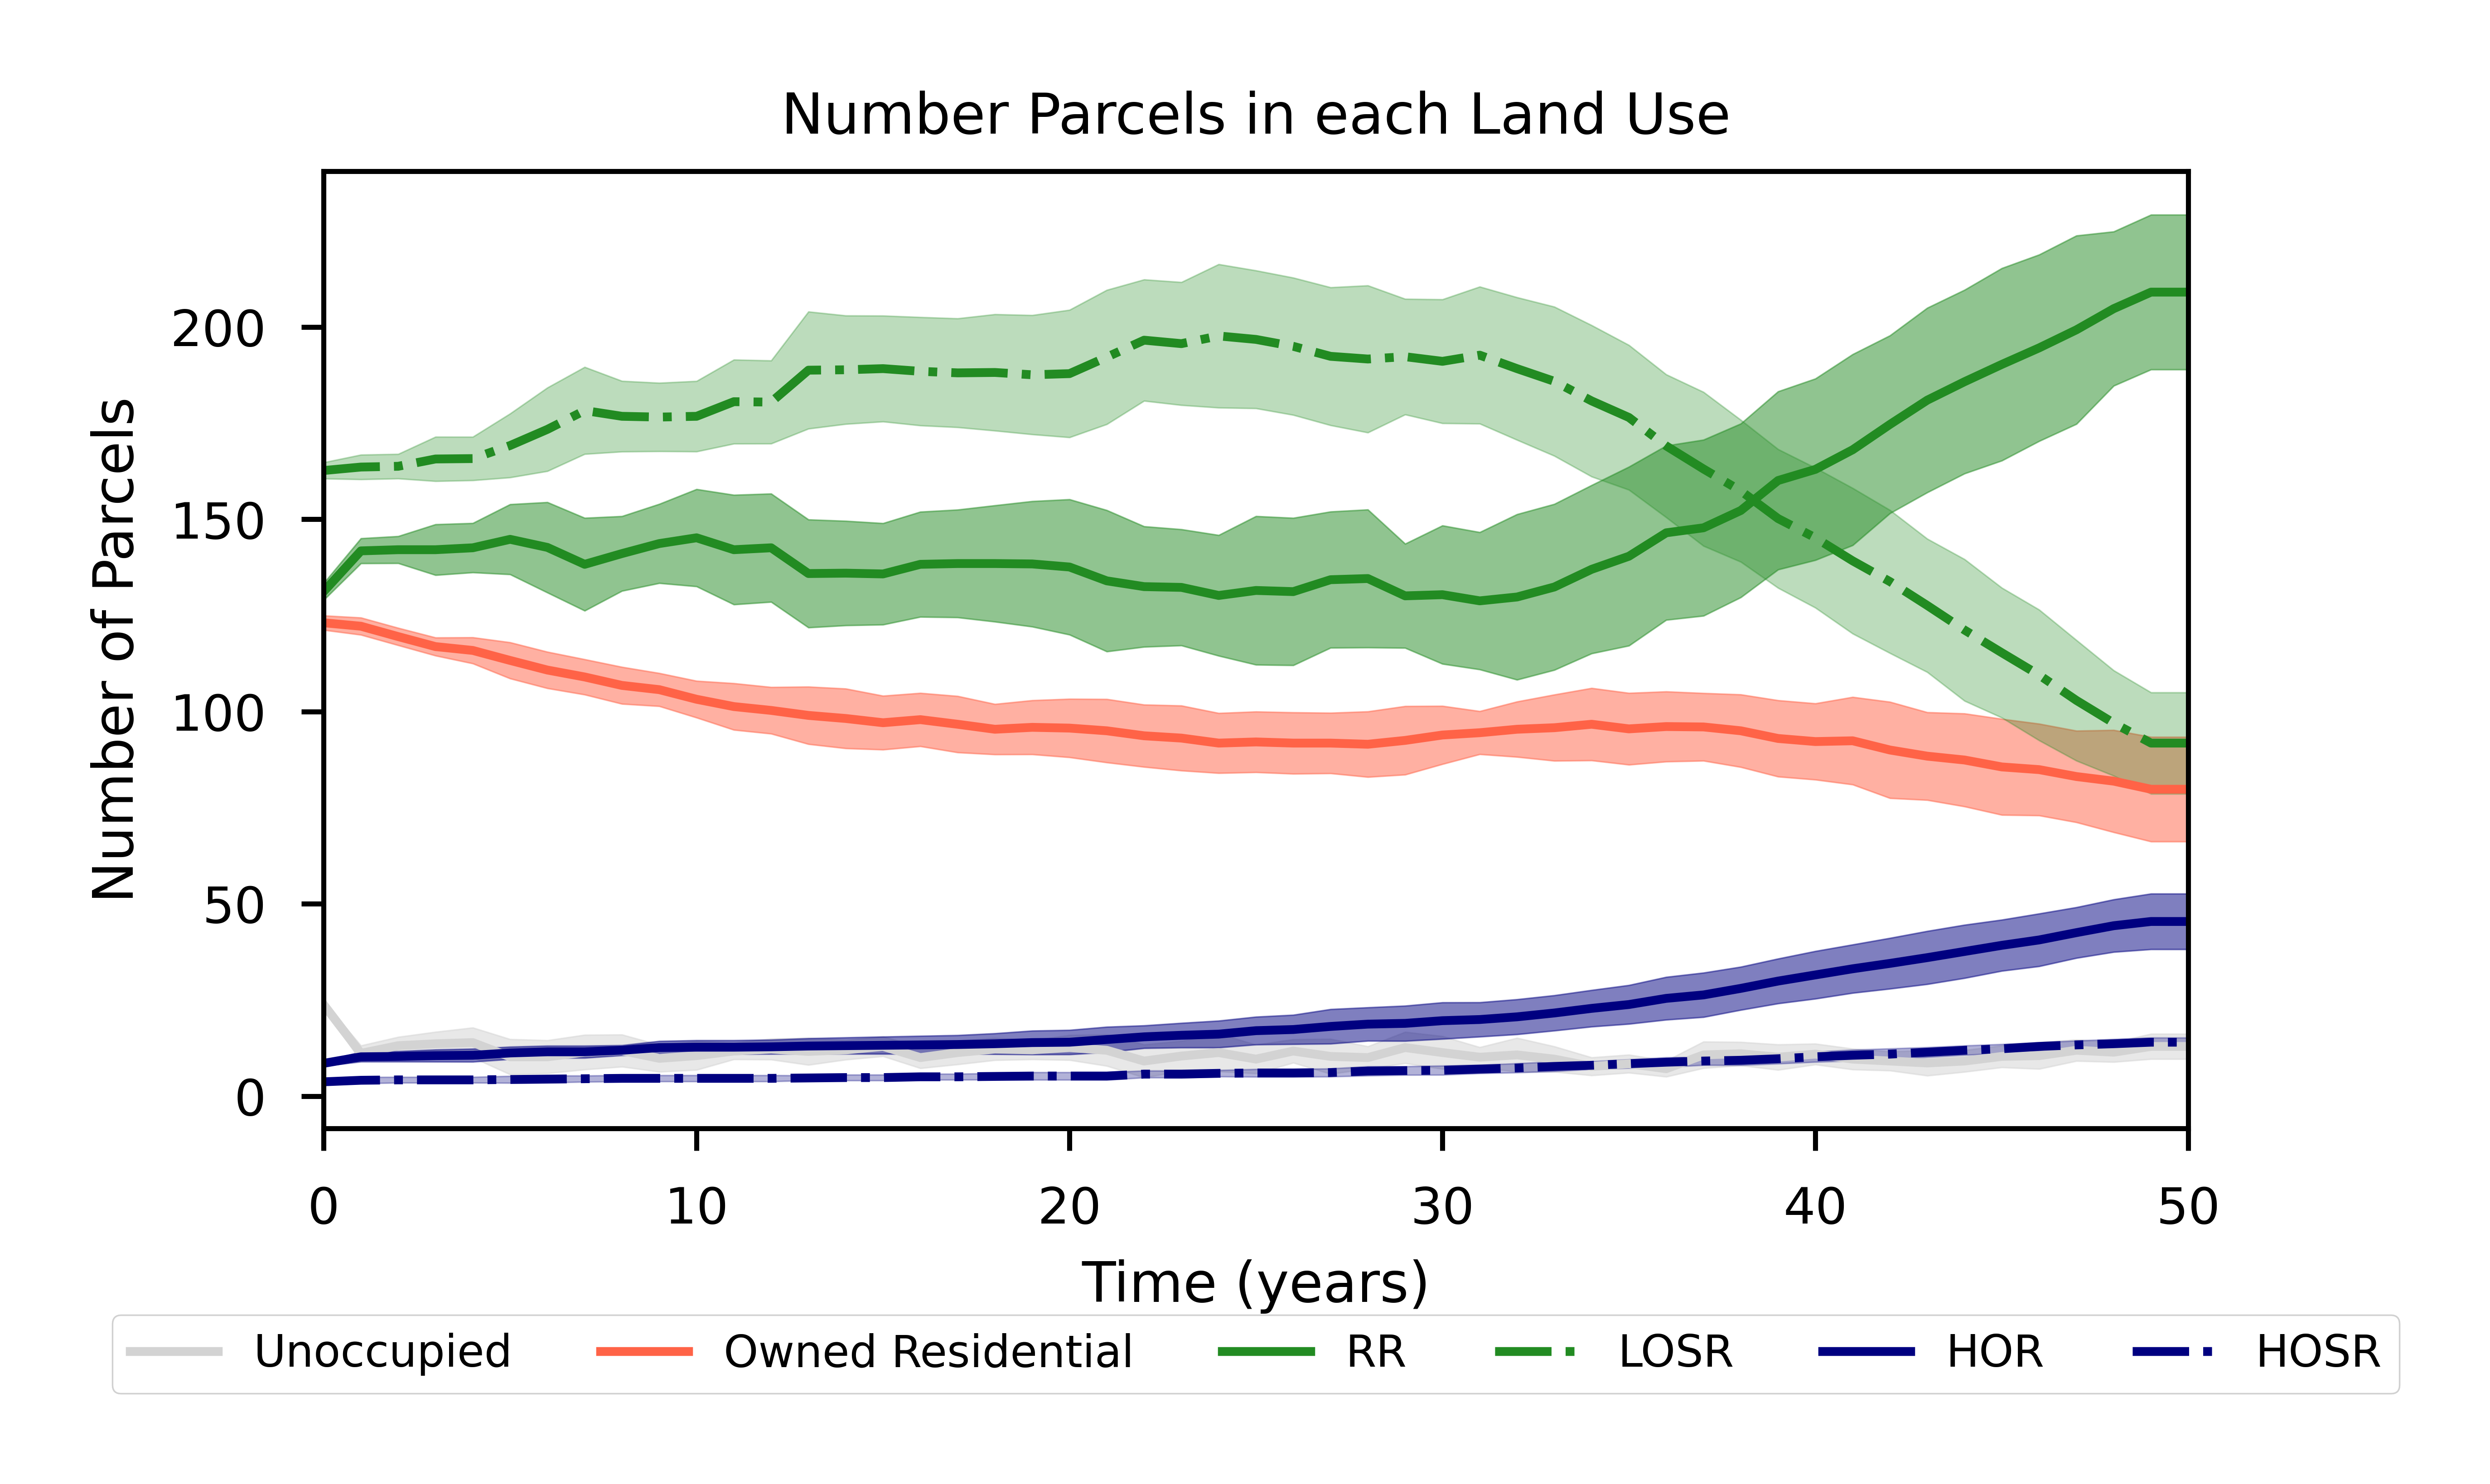 Number Parcels in each Land Use
Number of Parcels
200
150
100
50
0
0 10 20 30 40 50
Time (years)
Unoccupied Owned Residential RR LOSR HOR HOSR